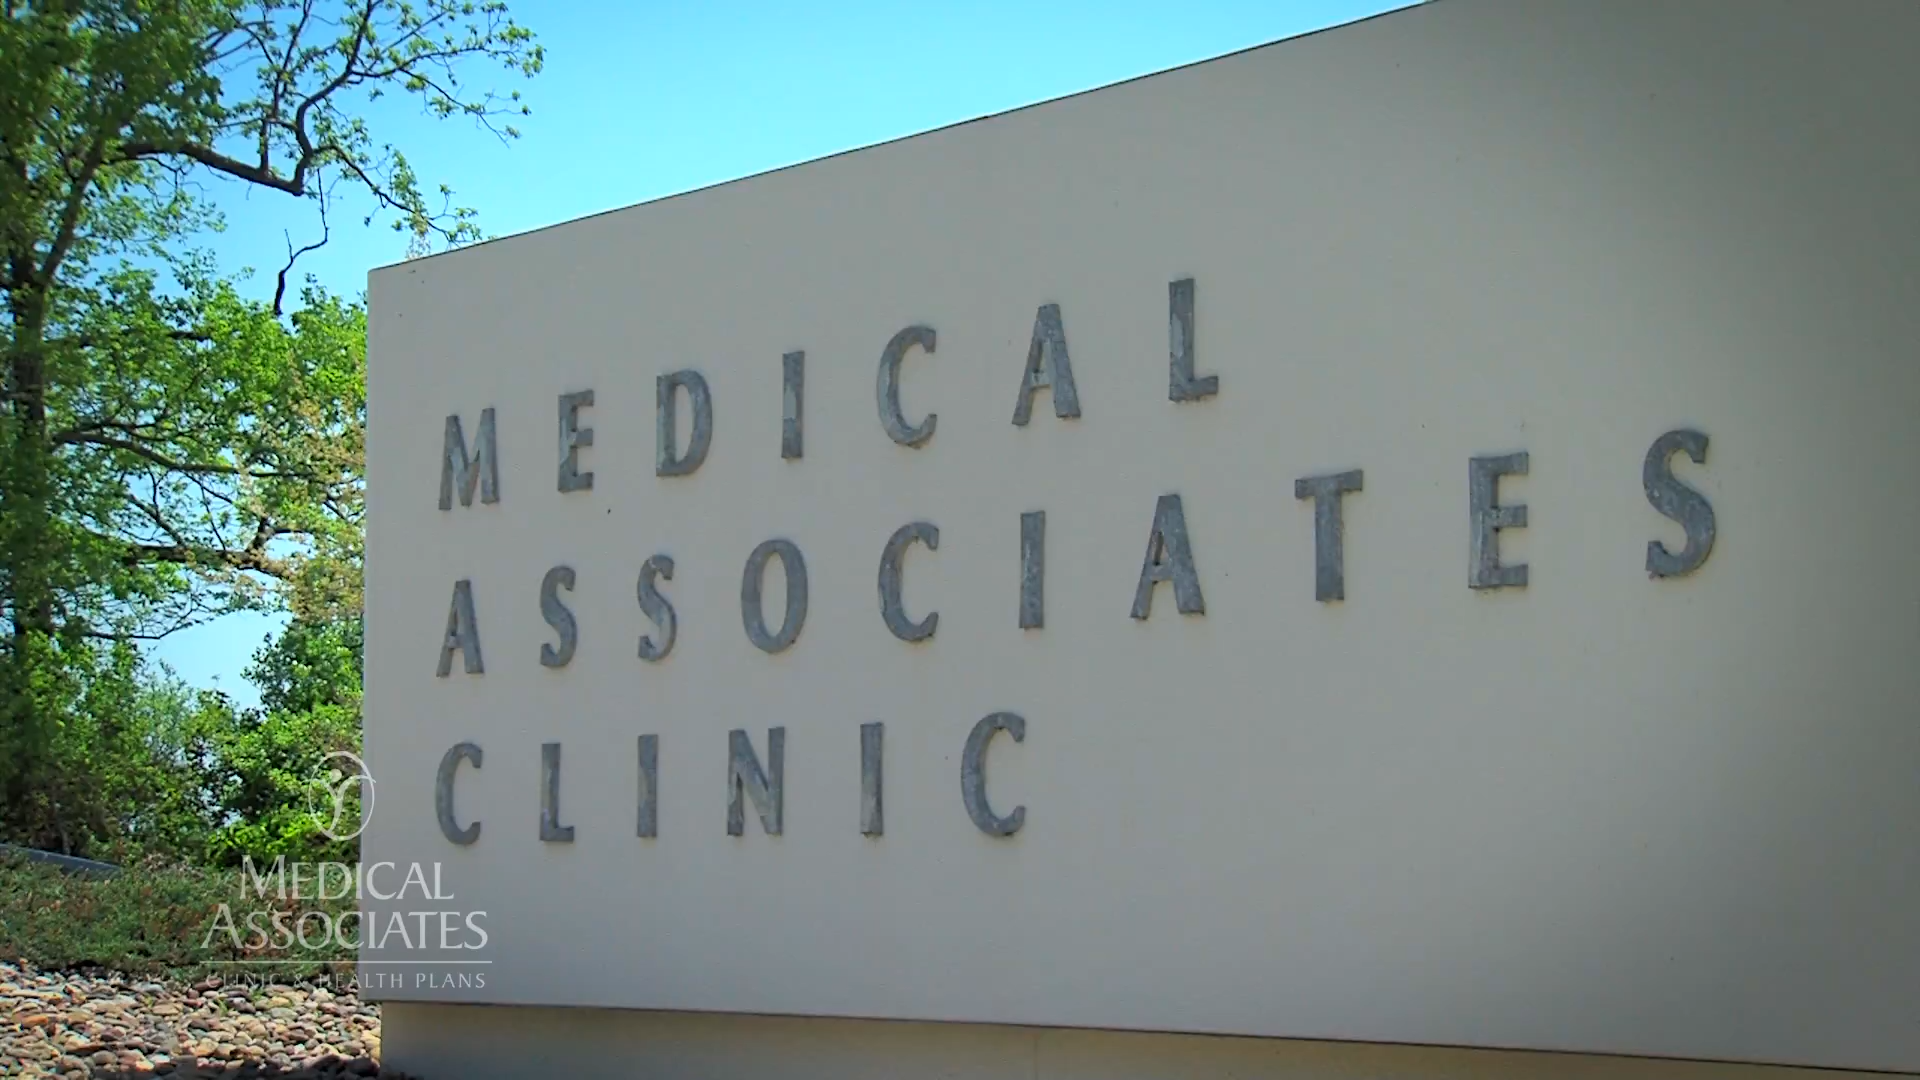 MEDICAL
ASSOCIATES
CLINIC
MEDICAL
ASSOCIATES
CLINIC & HEALTH PLANS